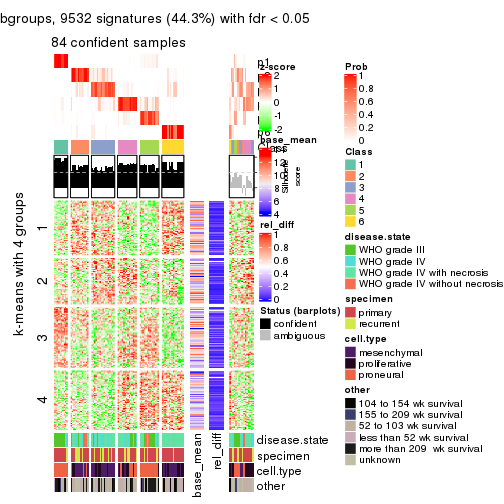 bgroups, 9532 signatures (44.3%) with fdr < 0.05
84 confident samples
p1
z-score
2
1
0
-1
-2
base_mean
14
12
10
8
6
4
Silhouette score
rel_diff
1
0.8
0.6
0.4
0.2
0
Status (barplots)
confident
ambiguous
Prob
1
0.8
0.6
0.4
0.2
0
Class
1
2
3
4
5
6
disease.state
WHO grade III
WHO grade IV
WHO grade IV with necrosis
WHO grade IV without necrosis
specimen
primary
recurrent
cell.type
mesenchymal
proliferative
proneural
other
104 to 154 wk survival
155 to 209 wk survival
52 to 103 wk survival
less than 52 wk survival
more than 209  wk survival
unknown
k-means with 4 groups
1
2
3
4
disease.state
specimen
cell.type
other
base_mean
rel_diff